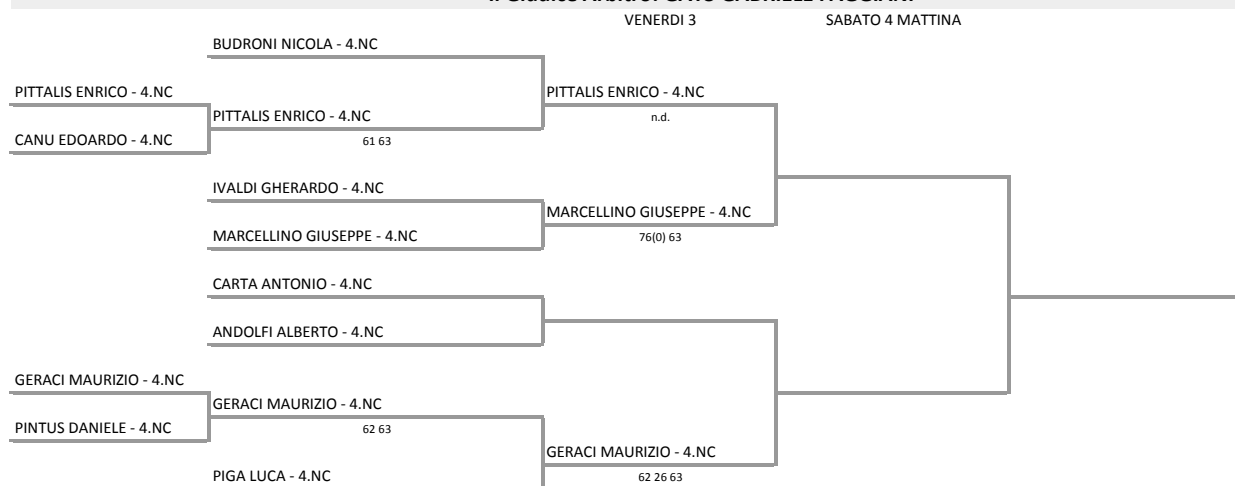 VENERDI 3 SABATO 4 MATTINA
BUDRONI NICOLA - 4.NC
PITTALIS ENRICO - 4.NC PITTALIS ENRICO - 4.NC
PITTALIS ENRICO - 4.NC n.d.
CANU EDOARDO - 4.NC 61 63
IVALDI GHERARDO - 4.NC
MARCELLINO GIUSEPPE - 4.NC
MARCELLINO GIUSEPPE - 4.NC 76(0) 63
CARTA ANTONIO - 4.NC
ANDOLFI ALBERTO - 4.NC
GERACI MAURIZIO - 4.NC
GERACI MAURIZIO - 4.NC
PINTUS DANIELE - 4.NC 62 63
GERACI MAURIZIO - 4.NC
PIGA LUCA - 4.NC 62 26 63